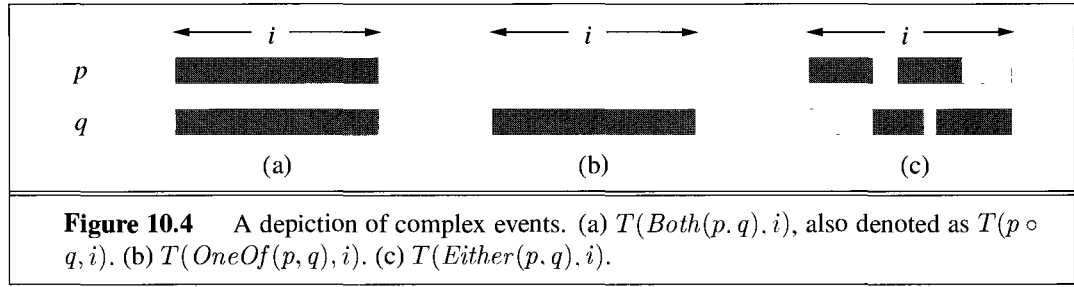 i i i
p
q
(a) (b) (c)
Figure 10.4 A depiction of complex events. (a) T(Both(p. q). i), also denoted as T(p ∘
q, i). (b) T(OneOf(p, q), i). (c) T(Either(p. q). i).